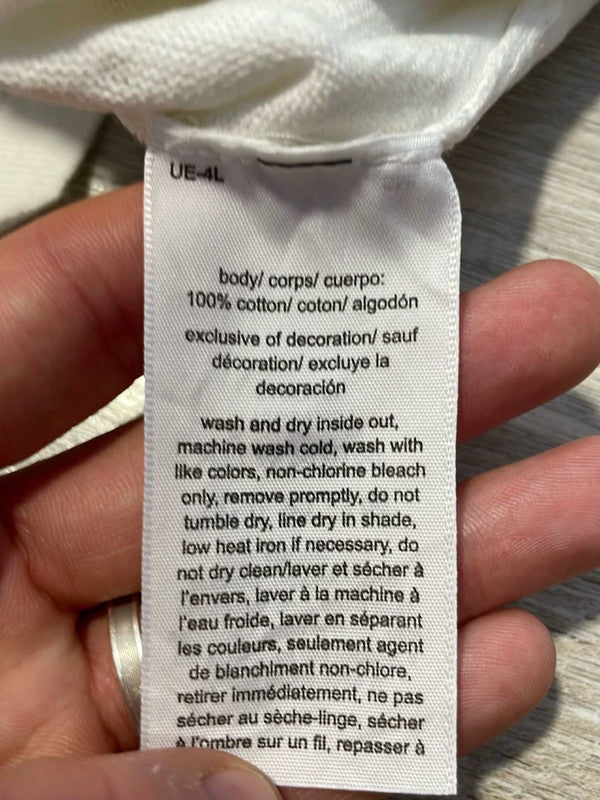 UE-4L
body/ corps/ cuerpo:
100% cotton/ coton/ algodón
exclusive of decoration/ sauf
décoration/ excluye la
decoración
wash and dry inside out,
machine wash cold, wash with
like colors, non-chlorine bleach
only, remove promptly, do not
tumble dry, line dry in shade,
low heat iron if necessary, do
not dry clean/laver et sécher à
l'envers, laver à la machine à
l'eau froide, laver en séparant
les couleurs, seulement agent
de blanchiment non-chlore,
retirer immédiatement, ne pas
sécher au sèche-linge, sécher
à l'ombre sur un fil, repasser à